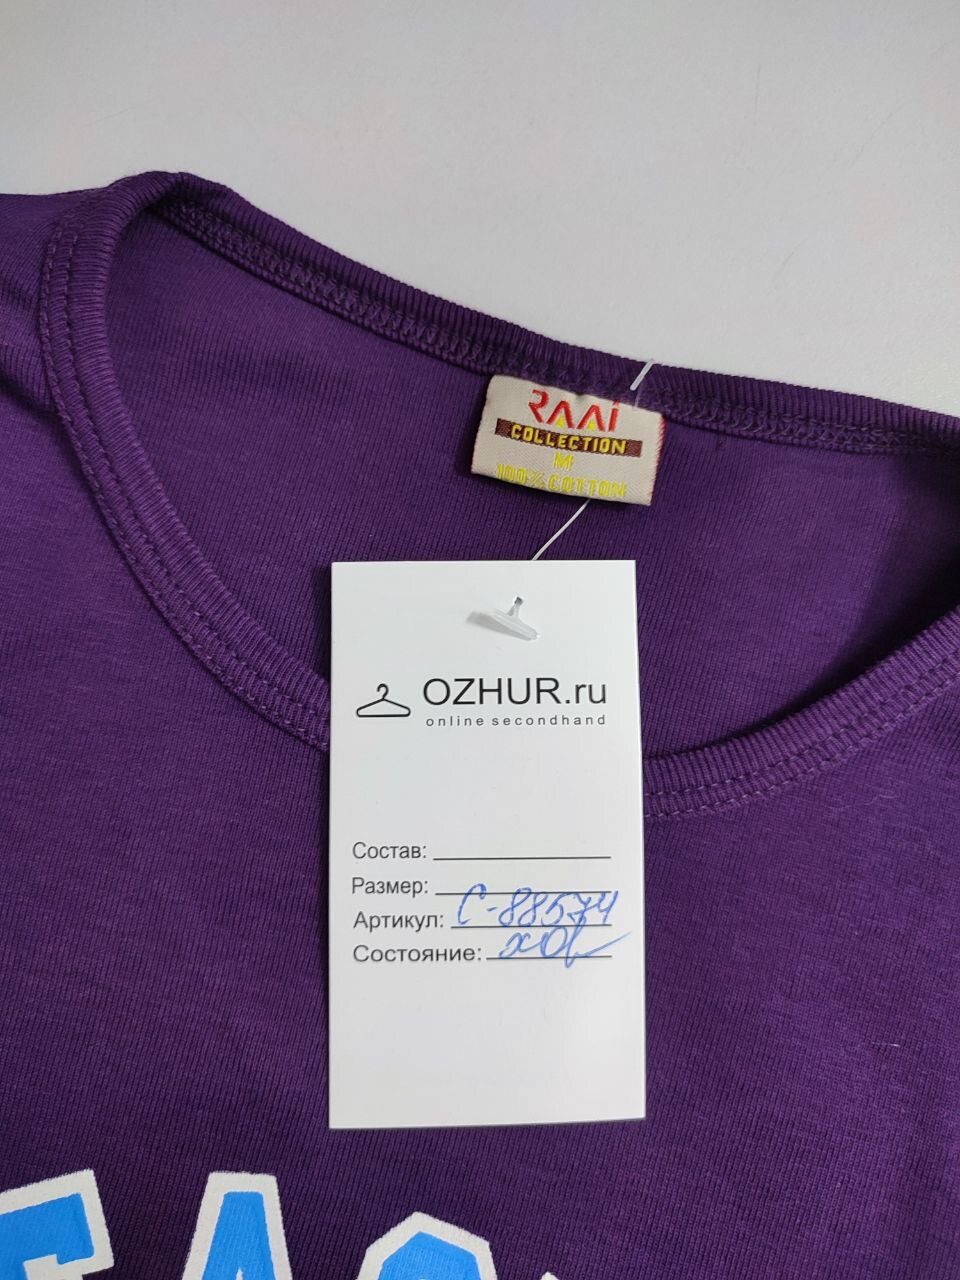 RAAI
COLLECTION
M
100% COTTON
OZHUR.ru
online secondhand
Состав:
Размер:
Артикул: С-88574
Состояние: хор